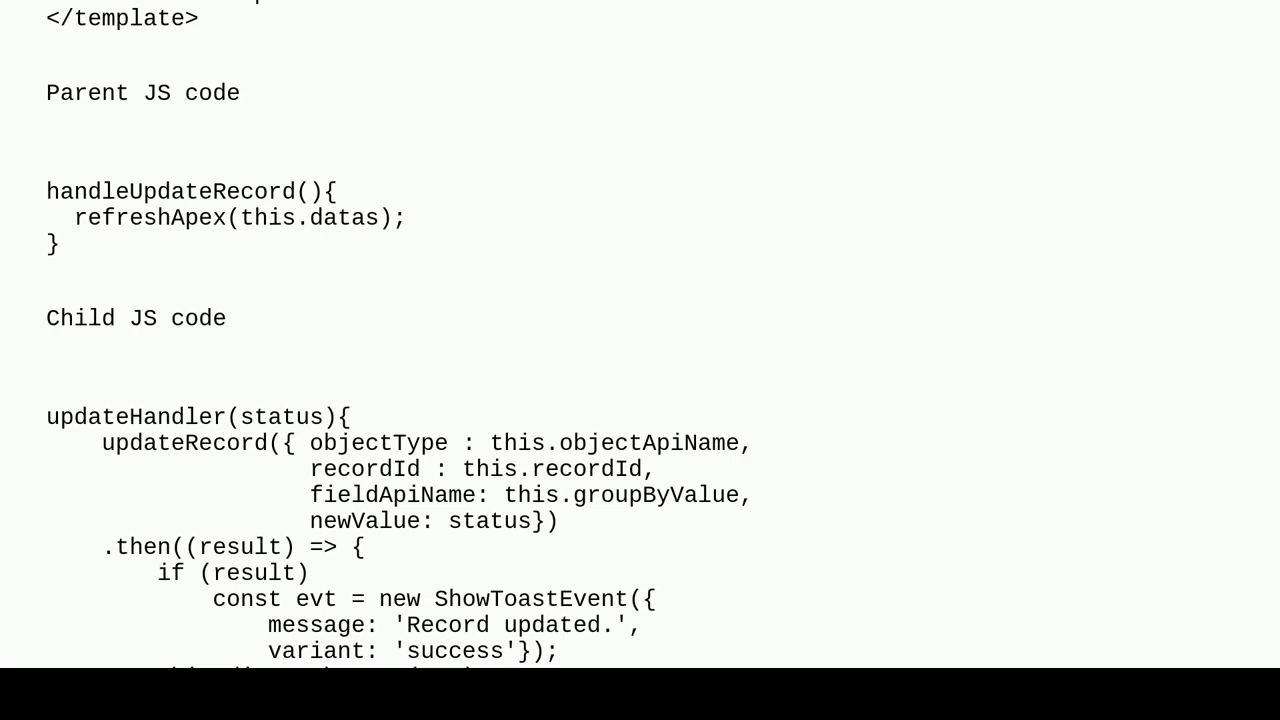 </template>
Parent JS code
handleUpdateRecord(){
  refreshApex(this.datas);
}
Child JS code
updateHandler(status){
    updateRecord({ objectType : this.objectApiName,
                   recordId : this.recordId,
                   fieldApiName: this.groupByValue,
                   newValue: status})
    .then((result) => {
        if (result)
            const evt = new ShowToastEvent({
                message: 'Record updated.',
                variant: 'success'});